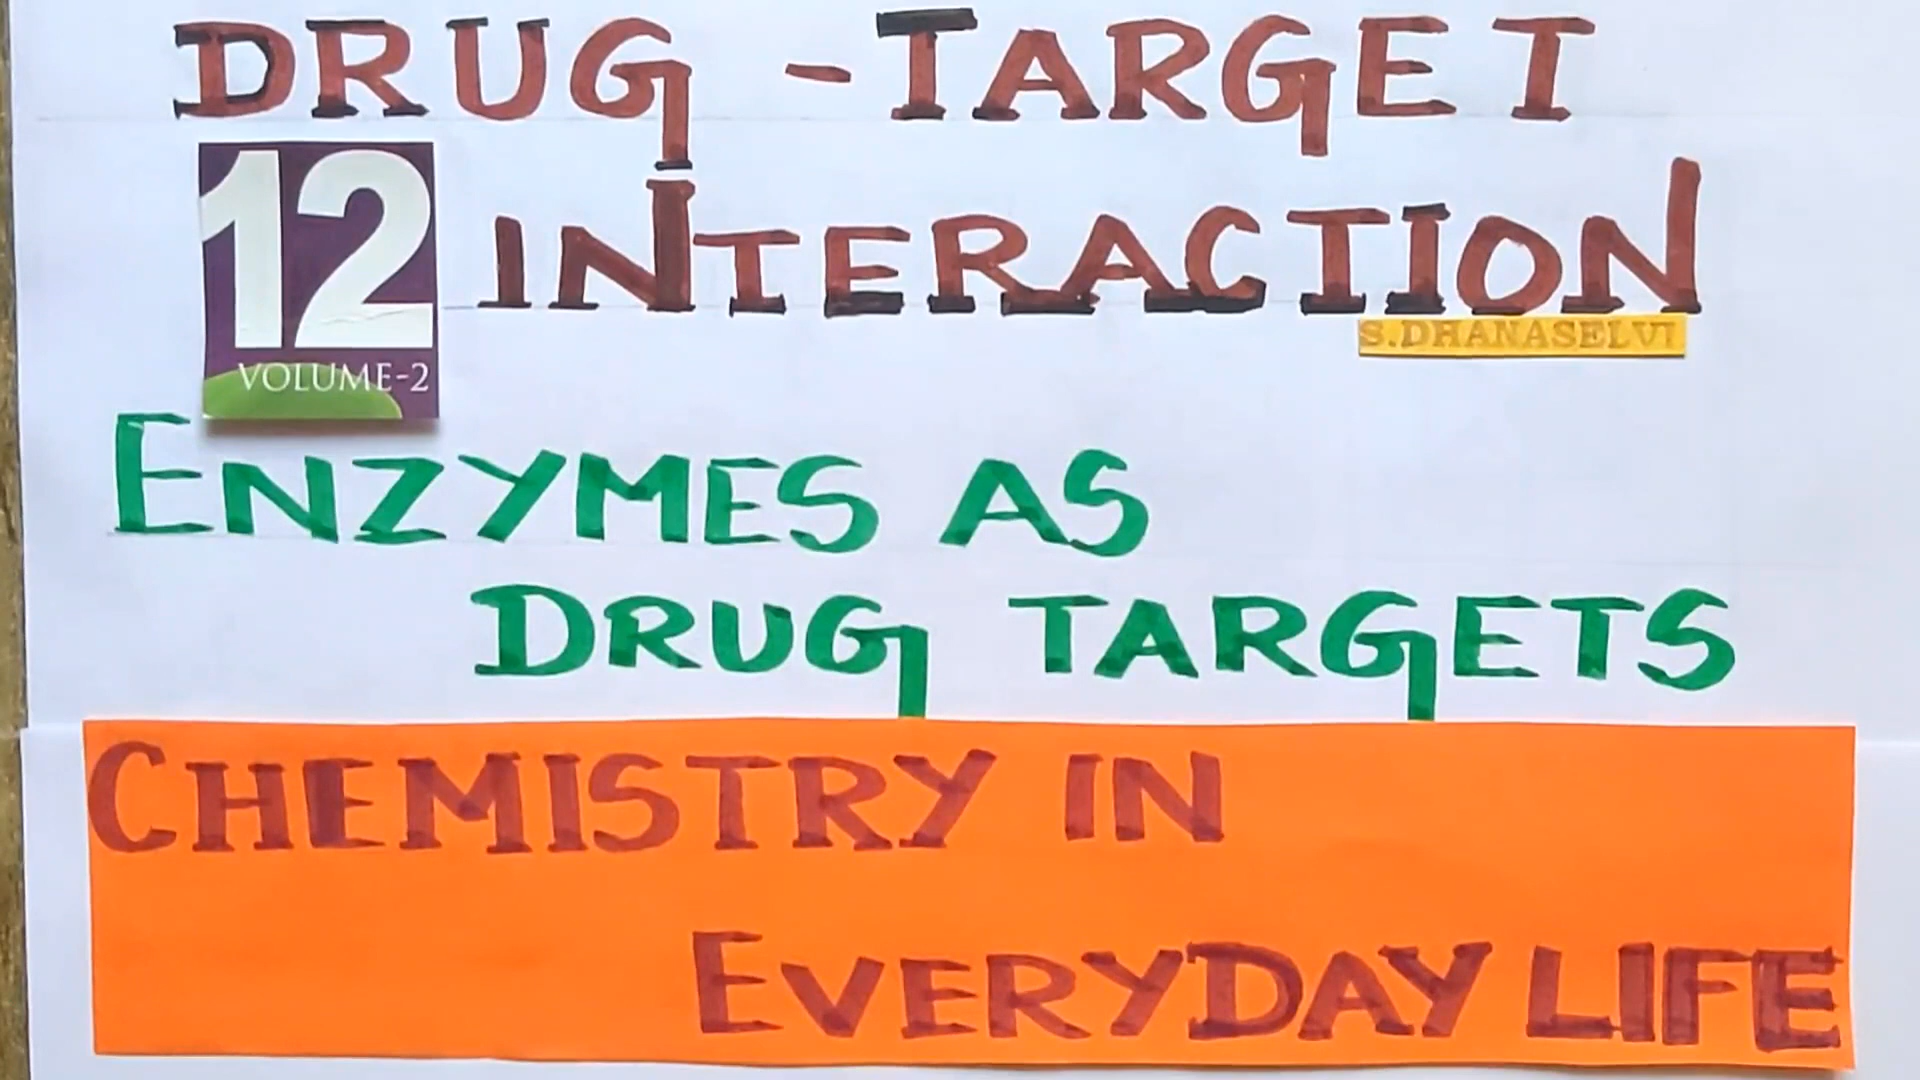 DRUG - TARGET
12
VOLUME-2
INTERACTION
S.DHANASELVI
ENZYMES AS
DRUG TARGETS
CHEMISTRY IN
EVERYDAY LIFE